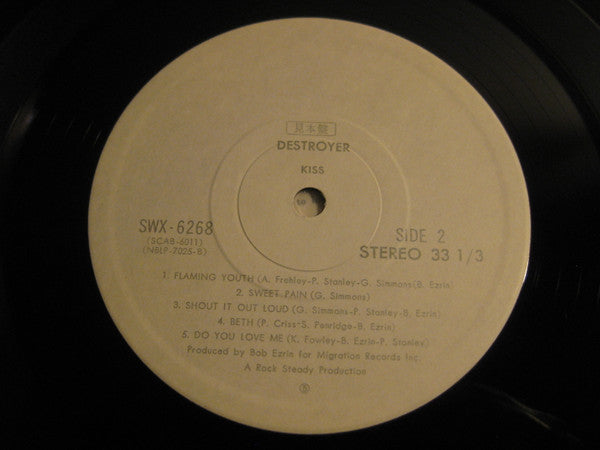 見本盤
DESTROYER
KISS
SWX-6268
(SCAB-6011)
(NBLP-7025-B)
SIDE 2
STEREO 33 1/3
1. FLAMING YOUTH (A. Frehley-P. Stanley-G. Simmons/B. Ezrin)
2. SWEET PAIN (G. Simmons)
3. SHOUT IT OUT LOUD (G. Simmons-P. Stanley-B. Ezrin)
4. BETH (P. Criss-S. Penridge-B. Ezrin)
5. DO YOU LOVE ME (K. Fowley-B. Ezrin-P. Stanley)
Produced by Bob Ezrin for Migration Records Inc.
A Rock Steady Production
Ⓢ